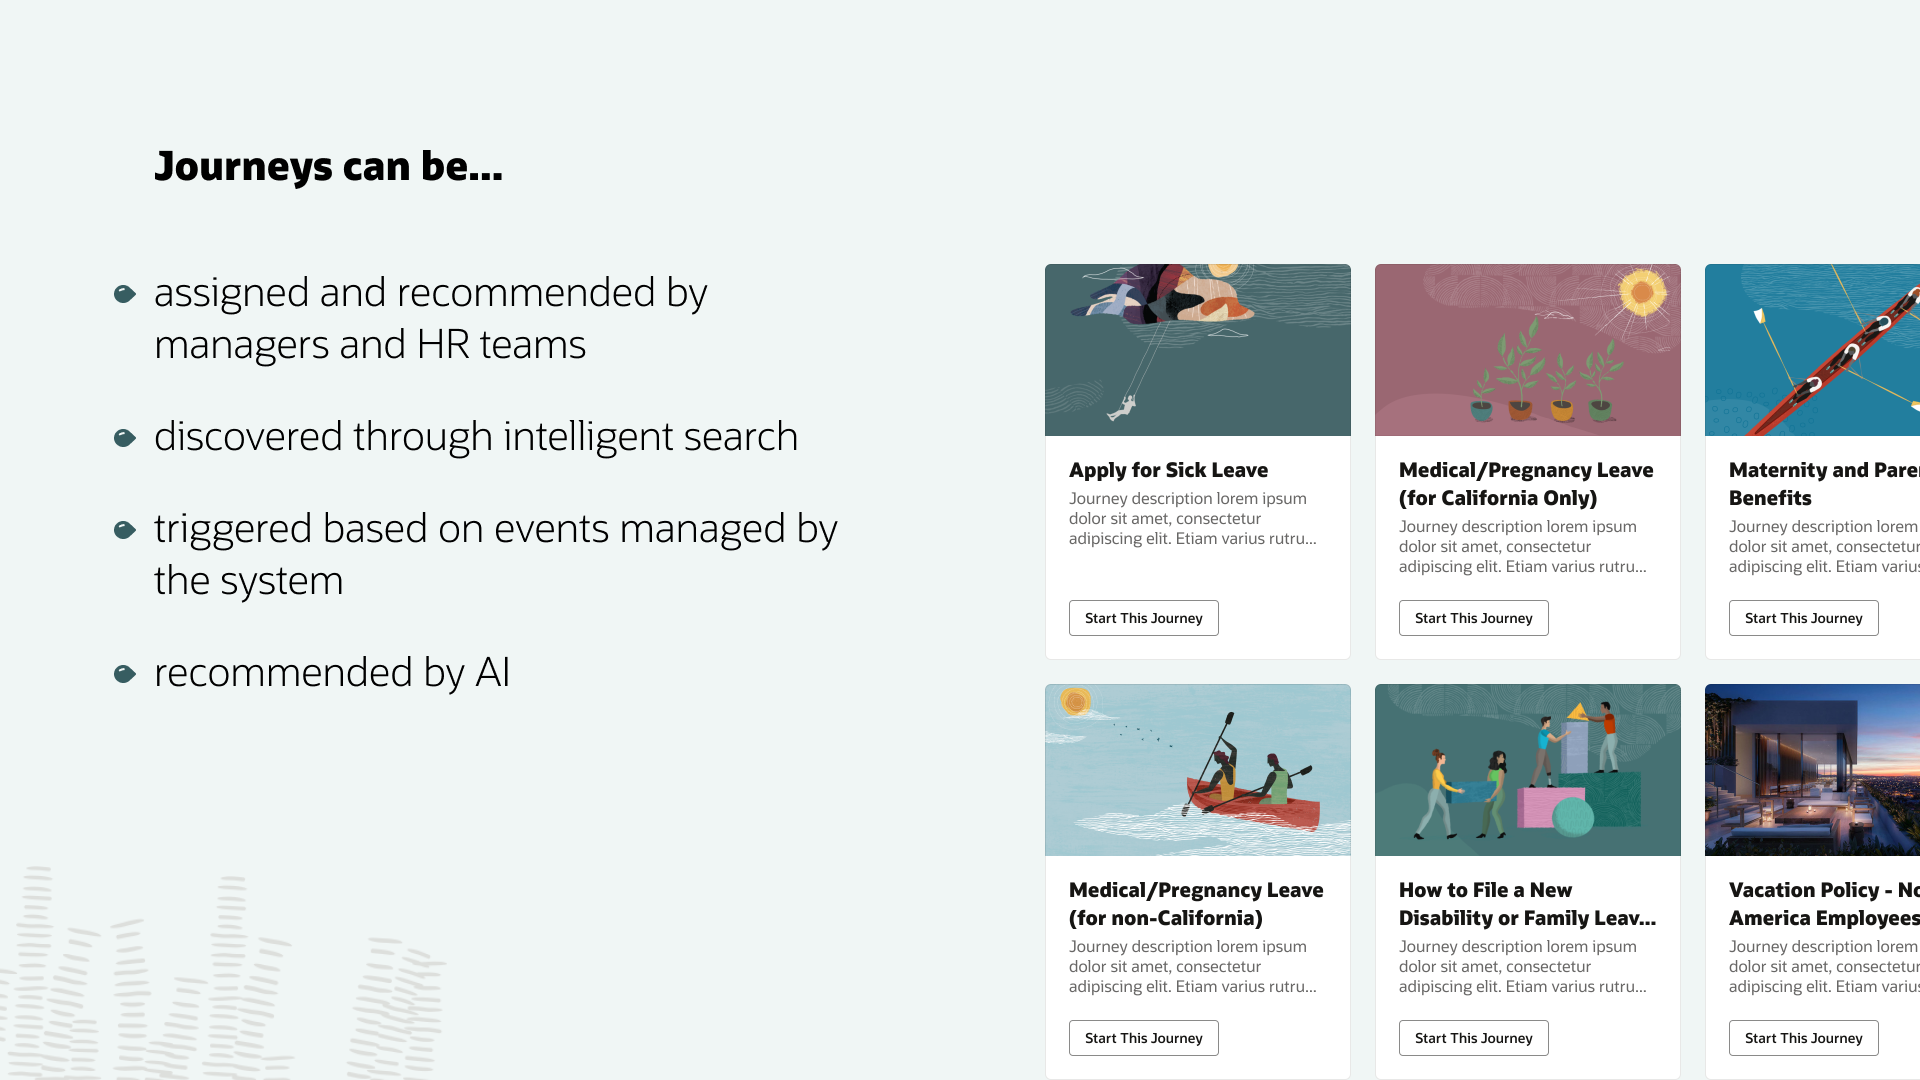 Journeys can be...
assigned and recommended by
managers and HR teams
discovered through intelligent search
triggered based on events managed by
the system
recommended by AI
Apply for Sick Leave
Journey description lorem ipsum
dolor sit amet, consectetur
adipiscing elit. Etiam varius rutru...
Start This Journey
Medical/Pregnancy Leave
(for California Only)
Journey description lorem ipsum
dolor sit amet, consectetur
adipiscing elit. Etiam varius rutru...
Start This Journey
Maternity and
Benefits
Journey description lorem
dolor sit amet, consectetur
adipiscing elit. Etiam
Start This Journey
Medical/Pregnancy Leave
(for non-California)
Journey description lorem ipsum
dolor sit amet, consectetur
adipiscing elit. Etiam varius rutru...
Start This Journey
How to File a New
Disability or Family Leav...
Journey description lorem ipsum
dolor sit amet, consectetur
adipiscing elit. Etiam varius rutru...
Start This Journey
Vacation Policy -
America Employees
Journey description lorem
dolor sit amet, consectetur
adipiscing elit. Etiam
Start This Journey